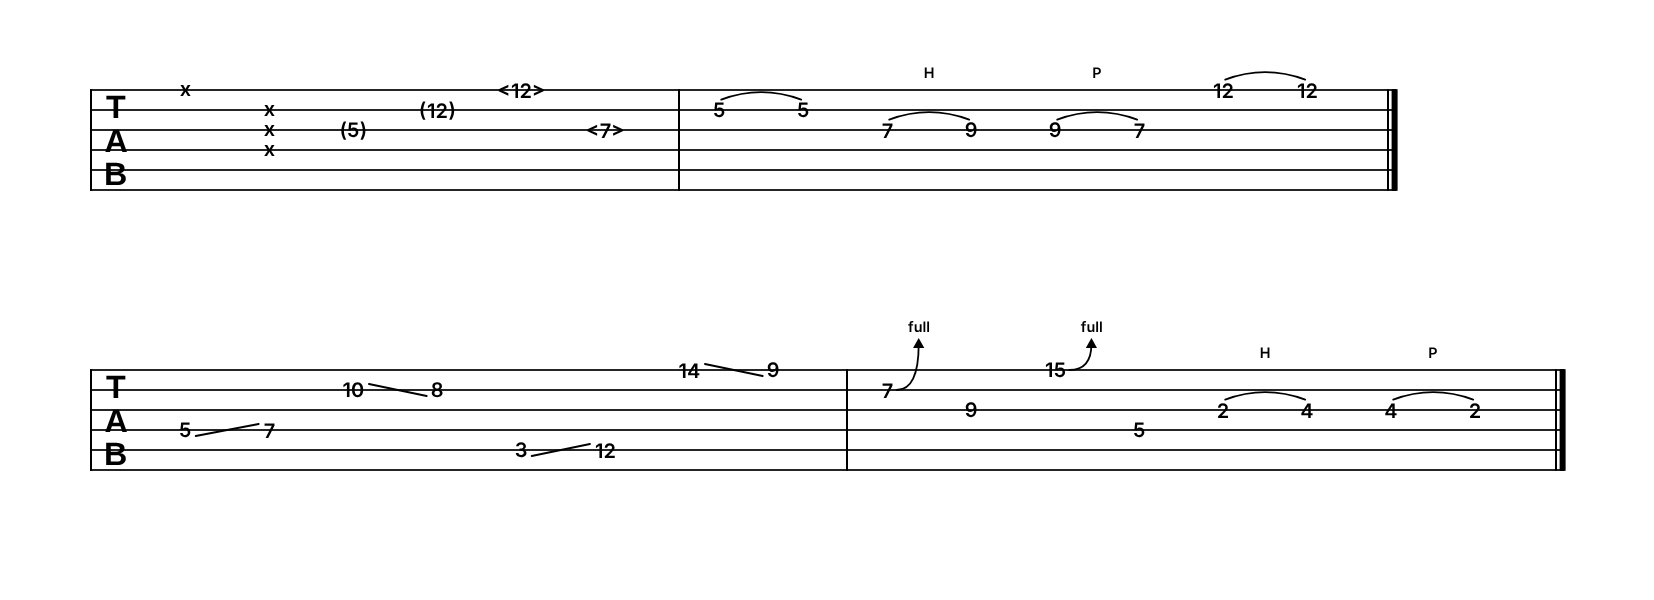 H P
x <12> 12 12
T x (12) 5 5
x (5) <7> 7 9 9 7
A x
B
full full
H P
14 9 15
T 10 8 7
9 2 4 4 2
A 5 7 5
B 3 12